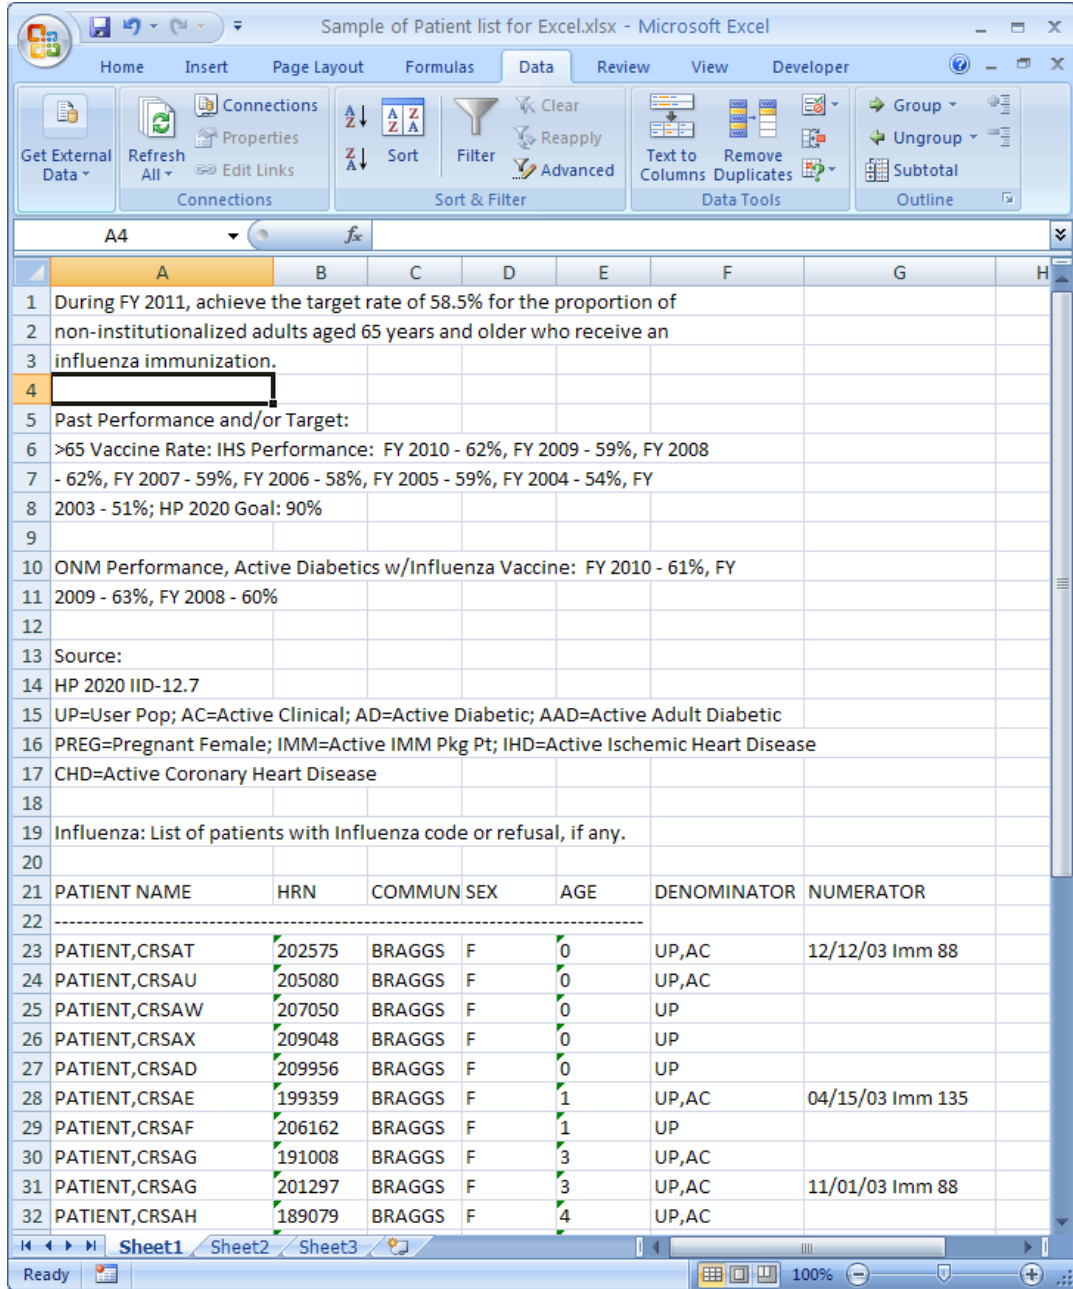 Sample of Patient list for Excel.xlsx - Microsoft Excel
Home Insert Page Layout Formulas Data Review View Developer
Get External Data
Refresh All
Connections
Properties
Edit Links
Connections
Sort
Filter
Clear
Reapply
Advanced
Sort & Filter
Text to Columns
Remove Duplicates
Data Tools
Group
Ungroup
Subtotal
Outline
A4 fx
A B C D E F G H
1 During FY 2011, achieve the target rate of 58.5% for the proportion of
2 non-institutionalized adults aged 65 years and older who receive an
3 influenza immunization.
4
5 Past Performance and/or Target:
6 >65 Vaccine Rate: IHS Performance: FY 2010 - 62%, FY 2009 - 59%, FY 2008
7 - 62%, FY 2007 - 59%, FY 2006 - 58%, FY 2005 - 59%, FY 2004 - 54%, FY
8 2003 - 51%; HP 2020 Goal: 90%
9
10 ONM Performance, Active Diabetics w/Influenza Vaccine: FY 2010 - 61%, FY
11 2009 - 63%, FY 2008 - 60%
12
13 Source:
14 HP 2020 IID-12.7
15 UP=User Pop; AC=Active Clinical; AD=Active Diabetic; AAD=Active Adult Diabetic
16 PREG=Pregnant Female; IMM=Active IMM Pkg Pt; IHD=Active Ischemic Heart Disease
17 CHD=Active Coronary Heart Disease
18
19 Influenza: List of patients with Influenza code or refusal, if any.
20
21 PATIENT NAME HRN COMMUN SEX AGE DENOMINATOR NUMERATOR
22 --------------------------------------------------------------------------------
23 PATIENT,CRSAT 202575 BRAGGS F 0 UP,AC 12/12/03 Imm 88
24 PATIENT,CRSAU 205080 BRAGGS F 0 UP,AC
25 PATIENT,CRSAW 207050 BRAGGS F 0 UP
26 PATIENT,CRSAX 209048 BRAGGS F 0 UP
27 PATIENT,CRSAD 209956 BRAGGS F 0 UP
28 PATIENT,CRSAE 199359 BRAGGS F 1 UP,AC 04/15/03 Imm 135
29 PATIENT,CRSAF 206162 BRAGGS F 1 UP
30 PATIENT,CRSAG 191008 BRAGGS F 3 UP,AC
31 PATIENT,CRSAG 201297 BRAGGS F 3 UP,AC 11/01/03 Imm 88
32 PATIENT,CRSAH 189079 BRAGGS F 4 UP,AC
Sheet1 Sheet2 Sheet3
Ready 100%